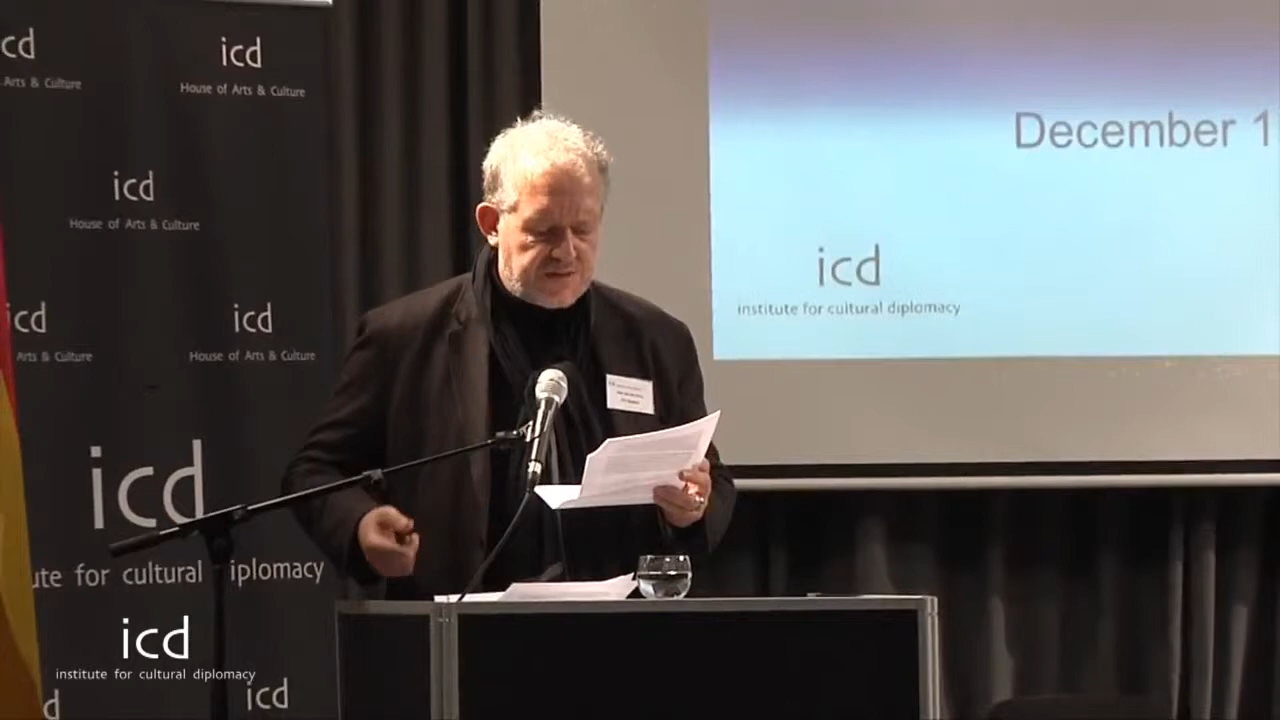 icd
Arts & Culture
icd
House of Arts & Culture
icd
House of Arts & Culture
icd
Arts & Culture
icd
House of Arts & Culture
icd
ute for cultural iplomacy
icd
institute for cultural diplomacy
icd
December 1
icd
institute for cultural diplomacy